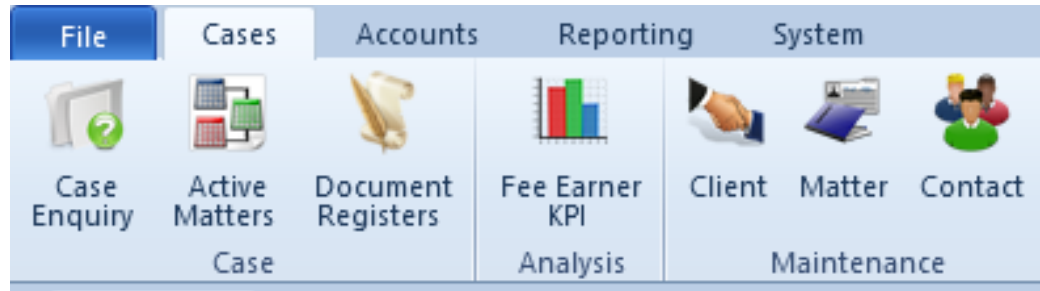 File Cases Accounts Reporting System
Case Active Document Fee Earner Client Matter Contact
Enquiry Matters Registers KPI
Case Analysis Maintenance